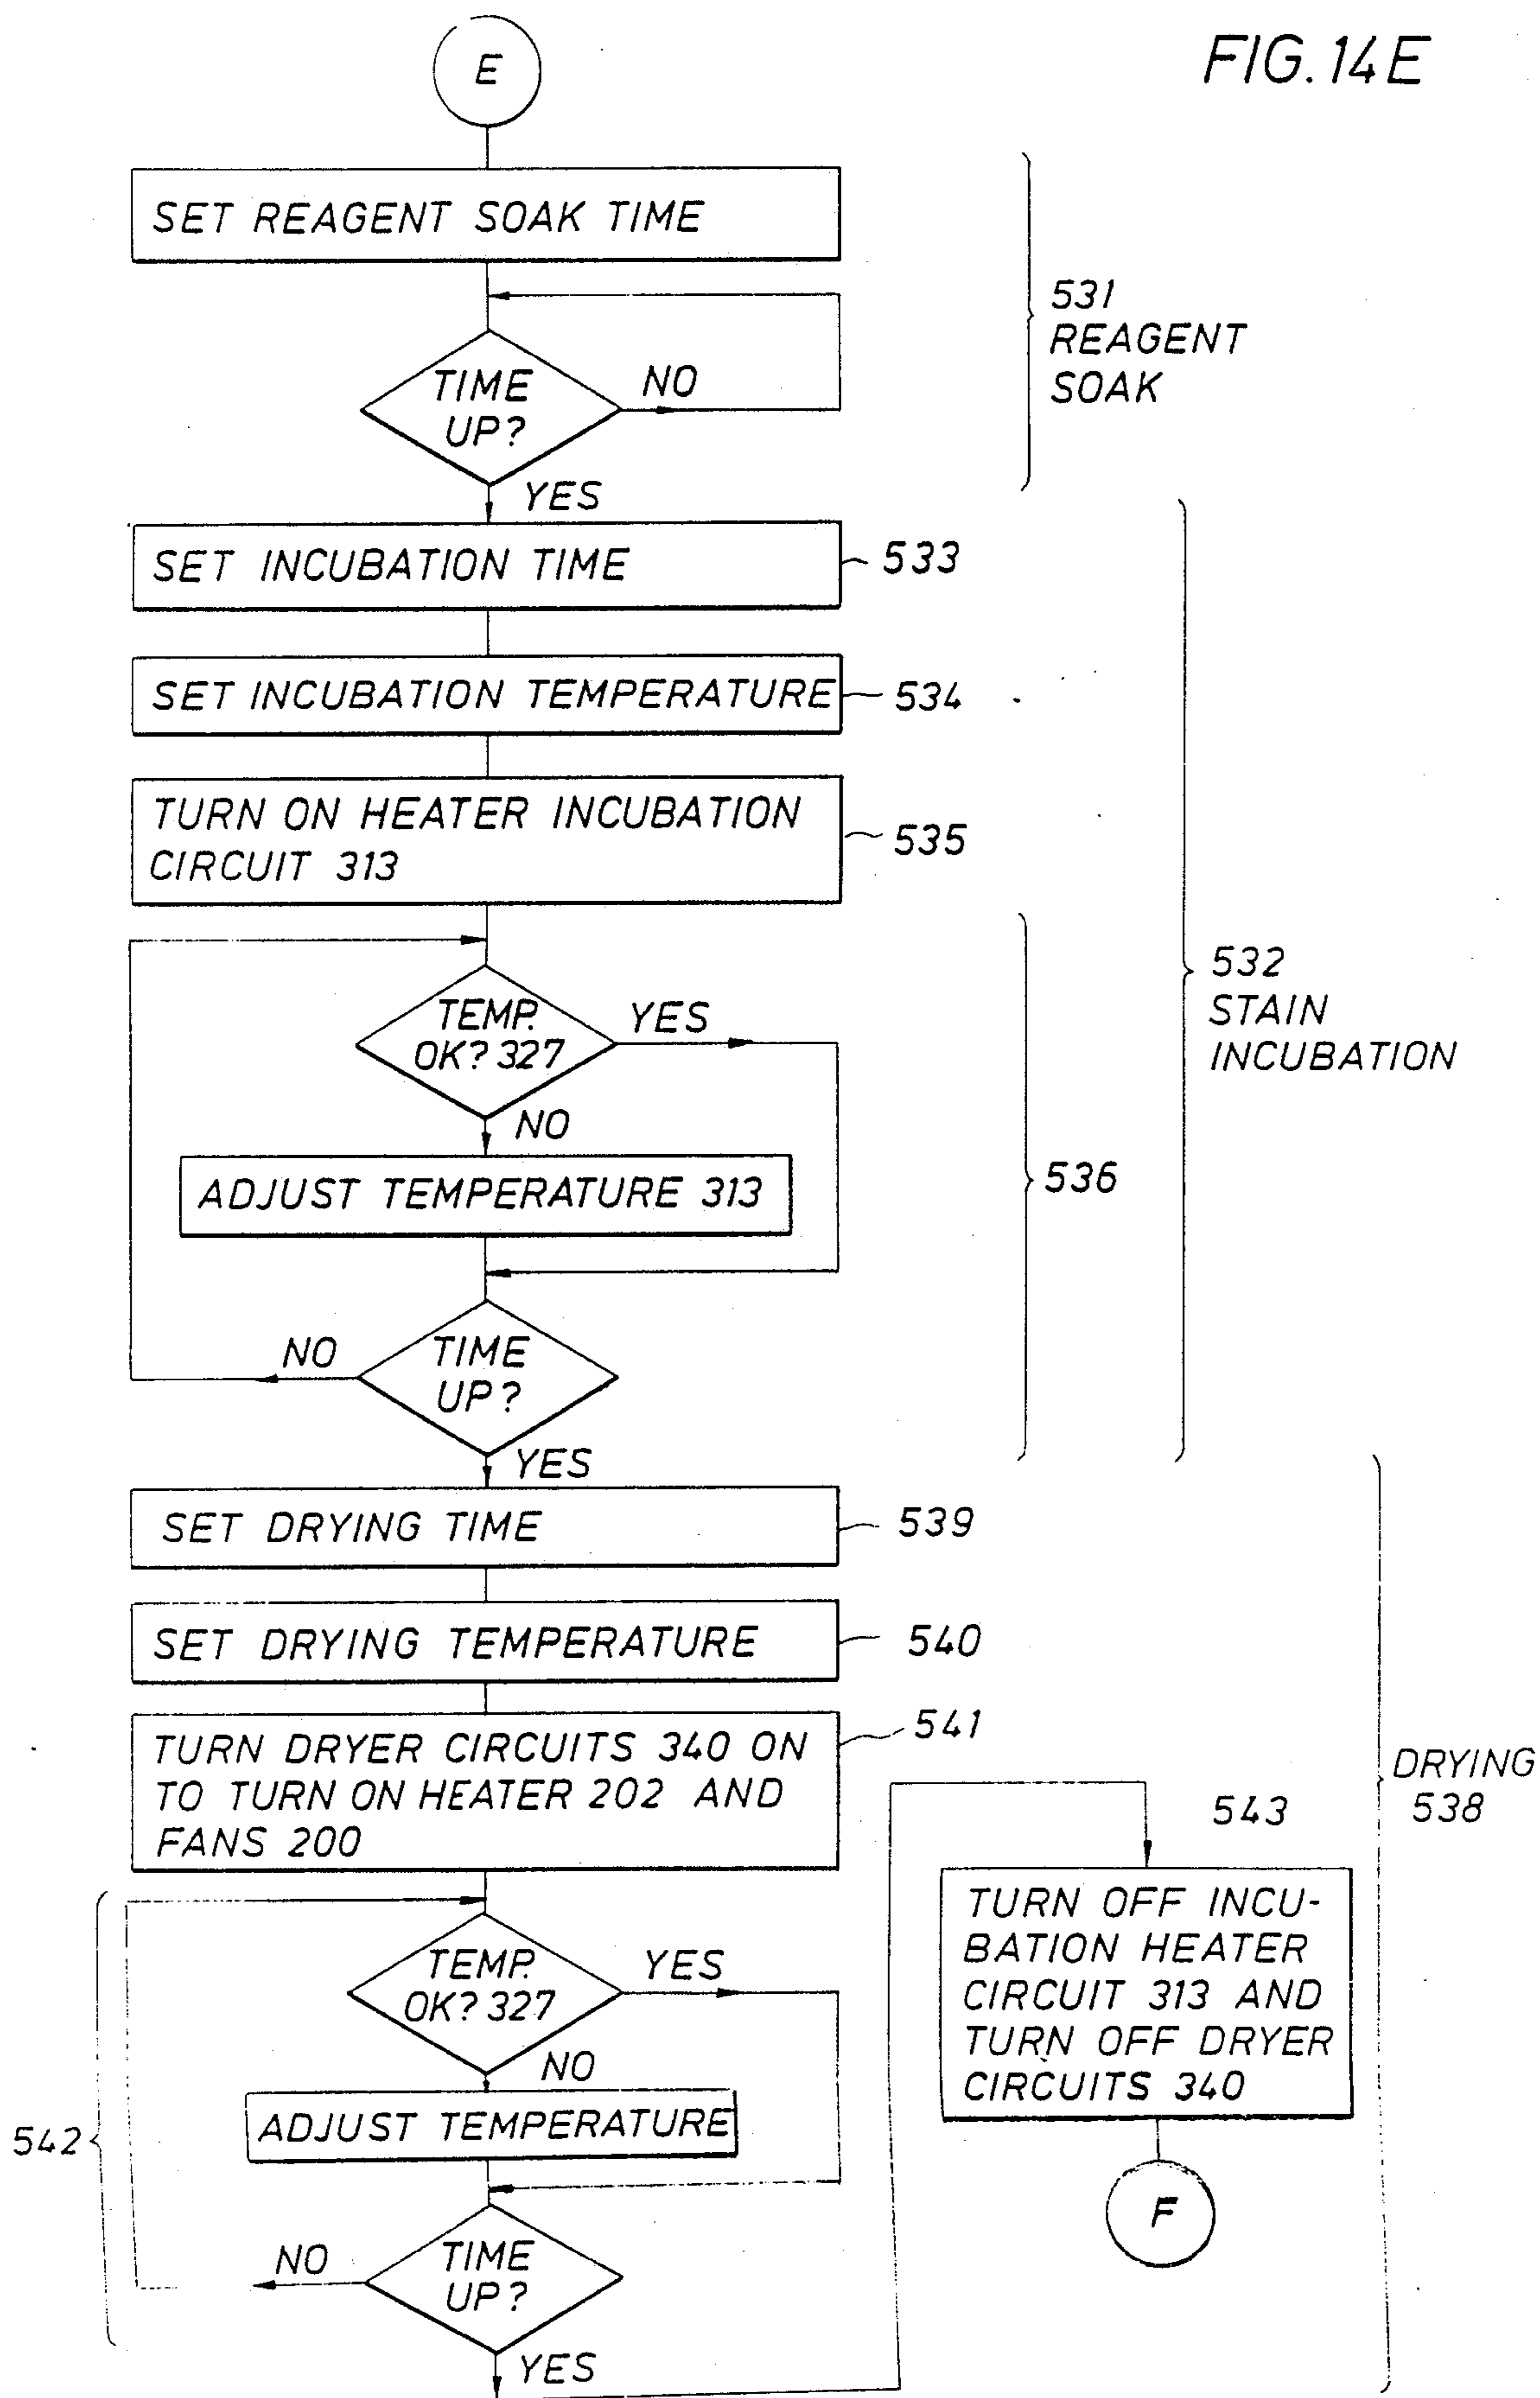 FIG. 14E
E
SET REAGENT SOAK TIME
531
REAGENT
SOAK
TIME
UP?
NO
YES
SET INCUBATION TIME
533
SET INCUBATION TEMPERATURE
534
TURN ON HEATER INCUBATION
CIRCUIT 313
535
532
STAIN
INCUBATION
TEMP.
OK? 327
YES
NO
ADJUST TEMPERATURE 313
536
TIME
UP?
NO
YES
SET DRYING TIME
539
SET DRYING TEMPERATURE
540
TURN DRYER CIRCUITS 340 ON
TO TURN ON HEATER 202 AND
FANS 200
541
DRYING
538
TEMP.
OK? 327
YES
NO
ADJUST TEMPERATURE
542
TIME
UP?
NO
YES
543
TURN OFF INCU-
BATION HEATER
CIRCUIT 313 AND
TURN OFF DRYER
CIRCUITS 340
F